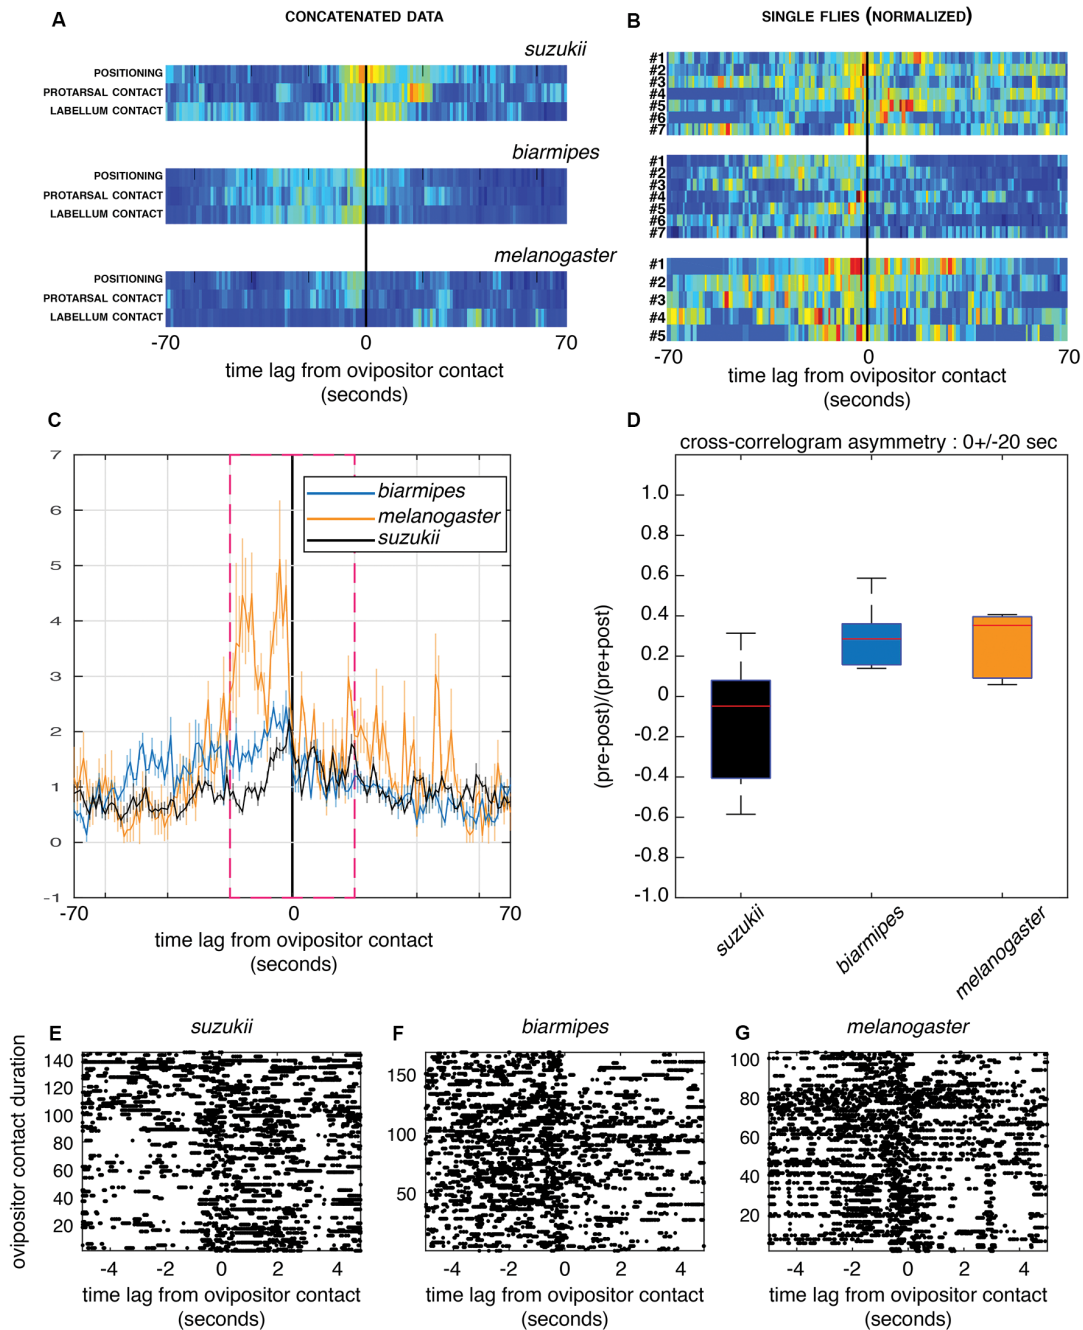 A
CONCATENATED DATA
suzukii
POSITIONING
PROTARSAL CONTACT
LABELLUM CONTACT
biarmipes
POSITIONING
PROTARSAL CONTACT
LABELLUM CONTACT
melanogaster
POSITIONING
PROTARSAL CONTACT
LABELLUM CONTACT
-70 0 70
time lag from ovipositor contact
(seconds)
B
SINGLE FLIES (NORMALIZED)
#1
#2
#3
#4
#5
#6
#7
#1
#2
#3
#4
#5
#6
#7
#1
#2
#3
#4
#5
-70 0 70
time lag from ovipositor contact
(seconds)
C
7
6
5
4
3
2
1
0
-1
biarmipes
melanogaster
suzukii
-70 0 70
time lag from ovipositor contact
(seconds)
D
cross-correlogram asymmetry : 0+/-20 sec
(pre-post)/(pre+post)
1.0
0.8
0.6
0.4
0.2
0
-0.2
-0.4
-0.6
-0.8
-1.0
suzukii
biarmipes
melanogaster
E
suzukii
ovipositor contact duration
140
120
100
80
60
40
20
-4 -2 0 2 4
time lag from ovipositor contact
(seconds)
F
biarmipes
150
100
50
-4 -2 0 2 4
time lag from ovipositor contact
(seconds)
G
melanogaster
100
80
60
40
20
-4 -2 0 2 4
time lag from ovipositor contact
(seconds)